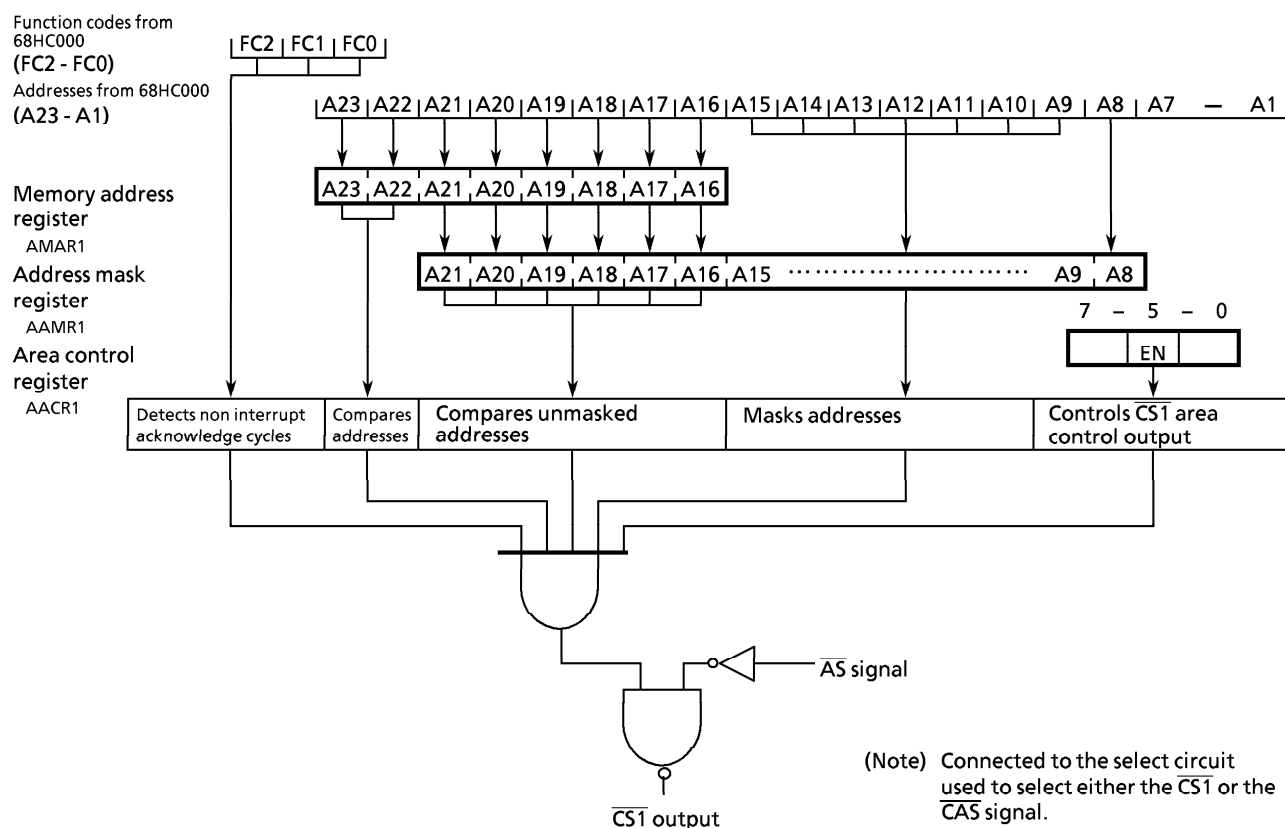 Function codes from
68HC000
(FC2 - FC0)
FC2 FC1 FC0
Addresses from 68HC000
(A23 - A1)
A23 A22 A21 A20 A19 A18 A17 A16 A15 A14 A13 A12 A11 A10 A9 A8 A7 — A1
Memory address
register
AMAR1
A23 A22 A21 A20 A19 A18 A17 A16
Address mask
register
AAMR1
A21 A20 A19 A18 A17 A16 A15 ........................... A9 A8
7 – 5 – 0
EN
Area control
register
AACR1
Detects non interrupt
acknowledge cycles
Compares
addresses
Compares unmasked
addresses
Masks addresses
Controls C̅S̅1̅ area
control output
A̅S̅ signal
C̅S̅1̅ output
(Note) Connected to the select circuit
used to select either the C̅S̅1̅ or the
C̅A̅S̅ signal.